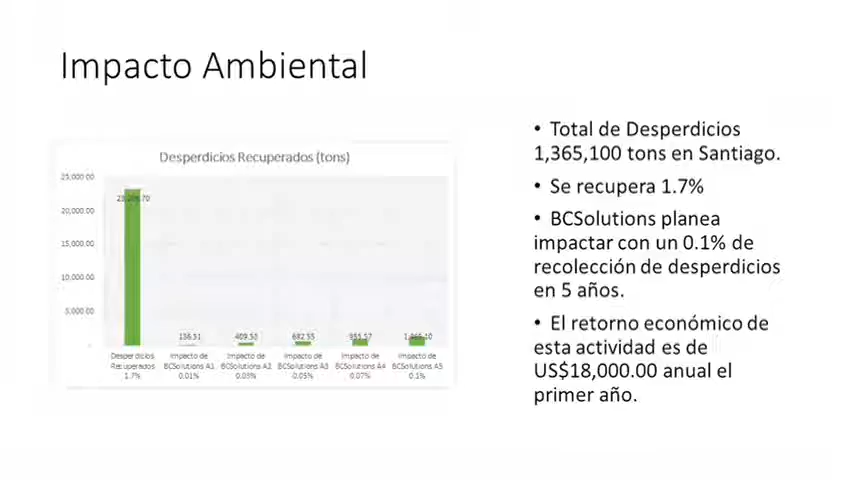 Impacto Ambiental
Desperdicios Recuperados (tons)
25,000.00
20,000.00
15,000.00
10,000.00
5,000.00
-
136.51
409.53
682.55
955.57
1,365.10
Desperdicios Recuperados 1.7%
Impacto de BCSolutions A1 0.01%
Impacto de BCSolutions A2 0.03%
Impacto de BCSolutions A3 0.05%
Impacto de BCSolutions A4 0.07%
Impacto de BCSolutions A5 0.1%
• Total de Desperdicios
1,365,100 tons en Santiago.
• Se recupera 1.7%
• BCSolutions planea
impactar con un 0.1% de
recolección de desperdicios
en 5 años.
• El retorno económico de
esta actividad es de
US$18,000.00 anual el
primer año.